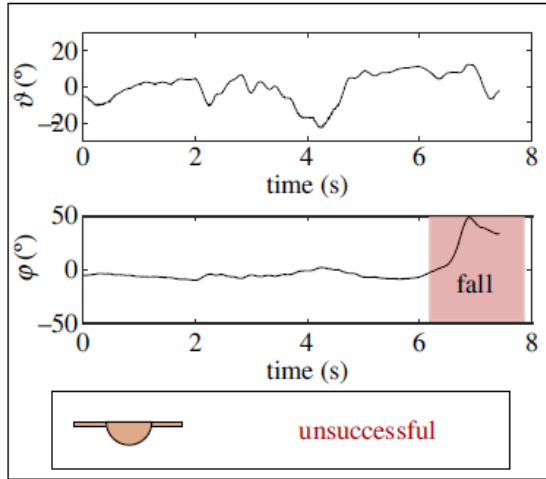 20
0
−20
ϑ (°)
0 2 4 6 8
time (s)
50
0
−50
φ (°)
fall
0 2 4 6 8
time (s)
unsuccessful